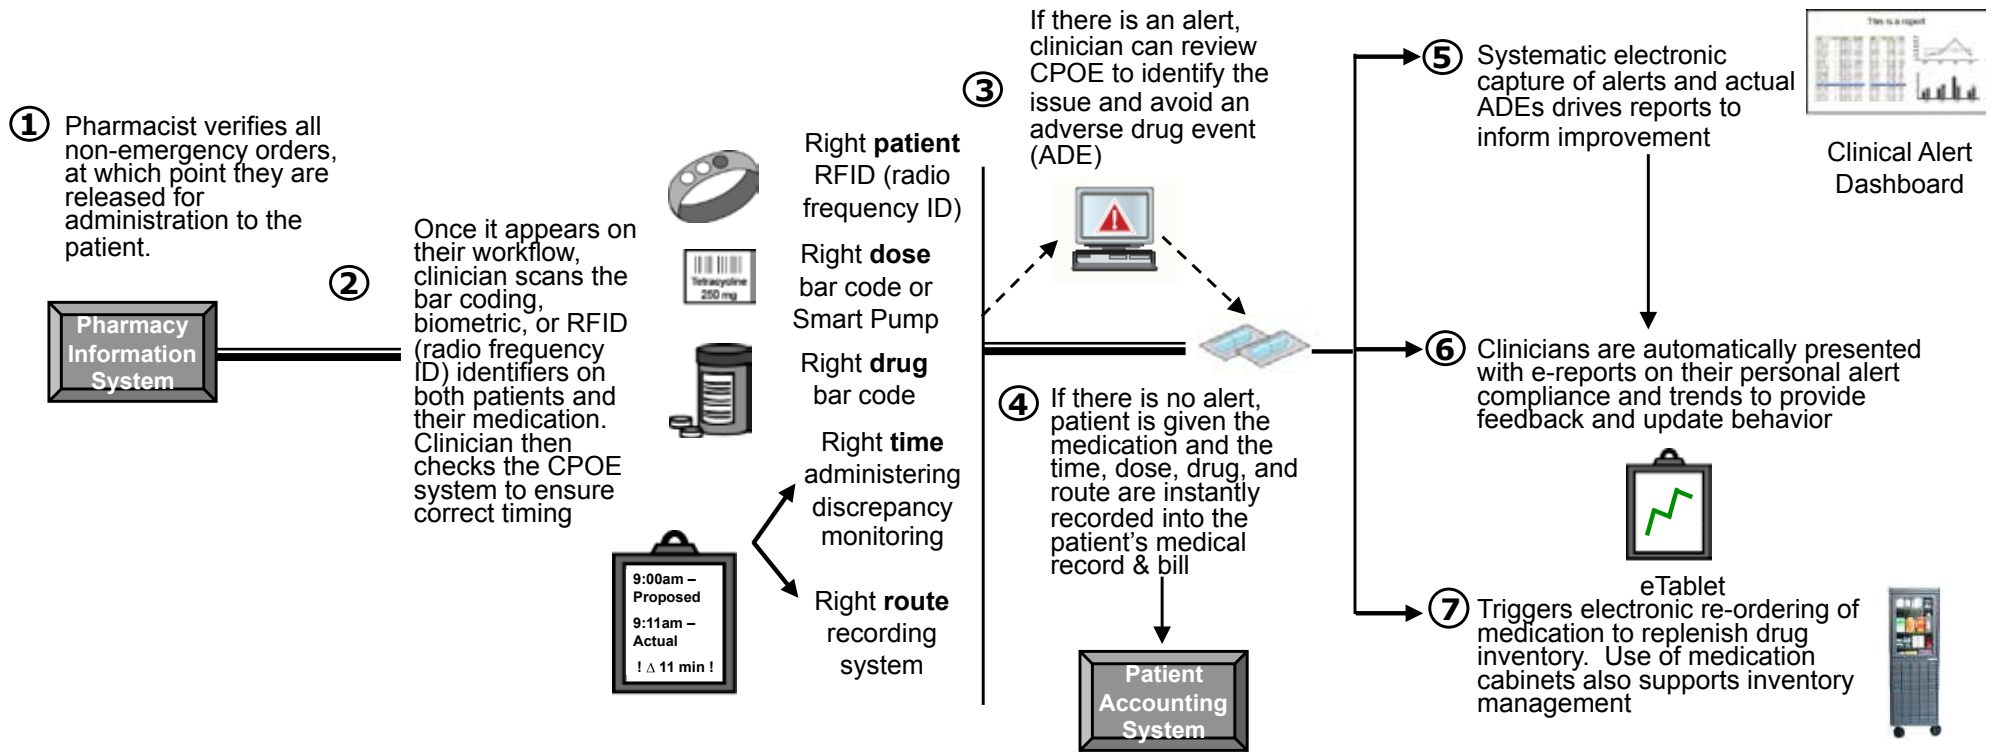 ①
Pharmacist verifies all
non-emergency orders,
at which point they are
released for
administration to the
patient.
Pharmacy
Information
System
②
Once it appears on
their workflow,
clinician scans the
bar coding,
biometric, or RFID
(radio frequency
ID) identifiers on
both patients and
their medication.
Clinician then
checks the CPOE
system to ensure
correct timing
Tetracycline
250 mg
9:00am –
Proposed
9:11am –
Actual
! Δ 11 min !
Right patient
RFID (radio
frequency ID)
Right dose
bar code or
Smart Pump
Right drug
bar code
Right time
administering
discrepancy
monitoring
Right route
recording
system
③
If there is an alert,
clinician can review
CPOE to identify the
issue and avoid an
adverse drug event
(ADE)
④
If there is no alert,
patient is given the
medication and the
time, dose, drug, and
route are instantly
recorded into the
patient's medical
record & bill
Patient
Accounting
System
⑤
Systematic electronic
capture of alerts and actual
ADEs drives reports to
inform improvement
This is a report
Clinical Alert
Dashboard
⑥
Clinicians are automatically presented
with e-reports on their personal alert
compliance and trends to provide
feedback and update behavior
eTablet
⑦
Triggers electronic re-ordering of
medication to replenish drug
inventory. Use of medication
cabinets also supports inventory
management